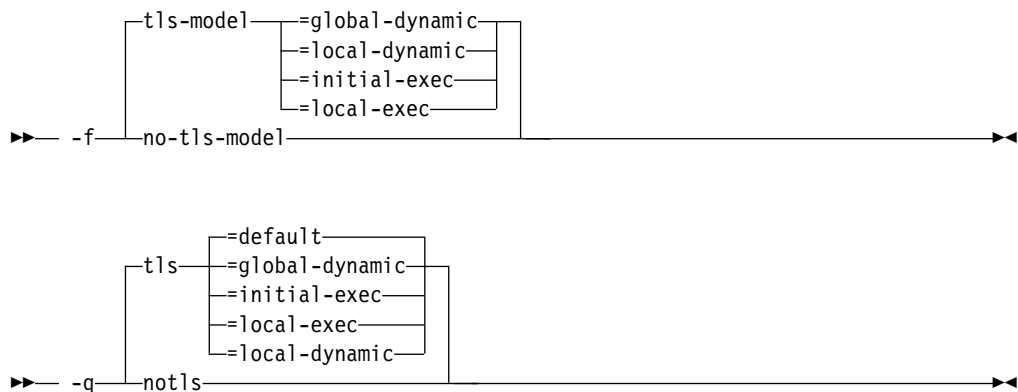 tls-model =global-dynamic
=local-dynamic
=initial-exec
=local-exec
-f no-tls-model
=default
tls =global-dynamic
=initial-exec
=local-exec
=local-dynamic
-q notls